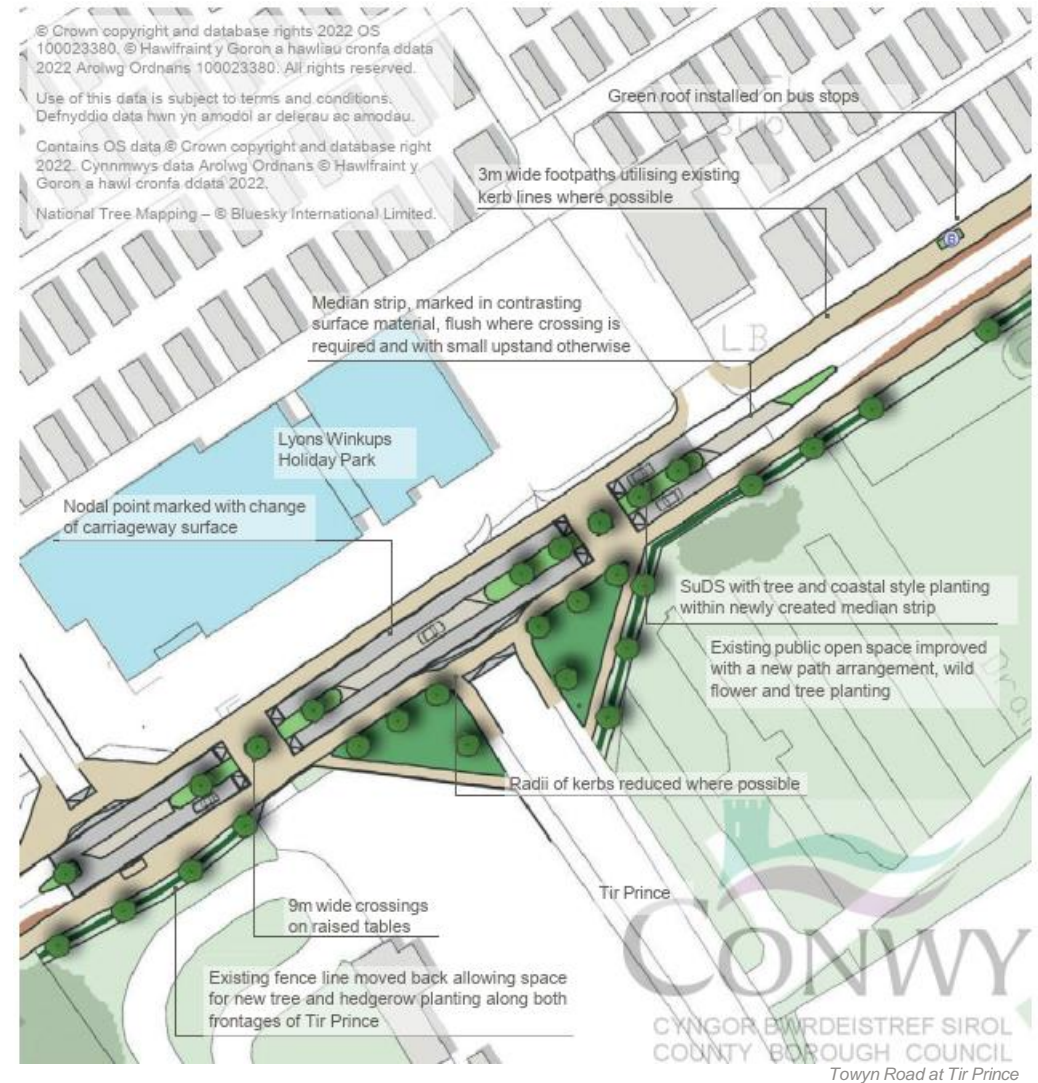 © Crown copyright and database rights 2022 OS
100023380. © Hawlfraint y Goron a hawliau cronfa ddata
2022 Arolwg Ordnans 100023380. All rights reserved.
Use of this data is subject to terms and conditions.
Defnyddio data hwn yn amodol ar delerau ac amodau.
Contains OS data © Crown copyright and database right
2022. Cynnmwys data Arolwg Ordnans © Hawlfraint y
Goron a hawl cronfa ddata 2022.
National Tree Mapping – © Bluesky International Limited.
Green roof installed on bus stops
3m wide footpaths utilising existing
kerb lines where possible
Median strip, marked in contrasting
surface material, flush where crossing is
required and with small upstand otherwise
LB
Lyons Winkups
Holiday Park
Nodal point marked with change
of carriageway surface
SuDS with tree and coastal style planting
within newly created median strip
Existing public open space improved
with a new path arrangement, wild
flower and tree planting
Radii of kerbs reduced where possible
Tir Prince
9m wide crossings
on raised tables
Existing fence line moved back allowing space
for new tree and hedgerow planting along both
frontages of Tir Prince
CONWY
CYNGOR BWRDEISTREF SIROL
COUNTY BOROUGH COUNCIL
Towyn Road at Tir Prince